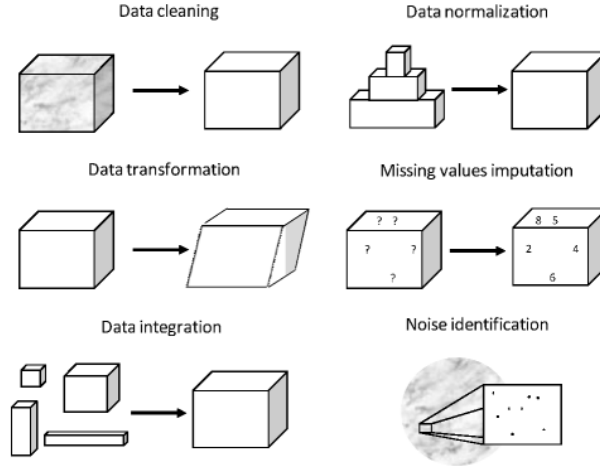 Data cleaning
Data normalization
Data transformation
Missing values imputation
? ?
? ?
?
8 5
2 4
6
Data integration
Noise identification